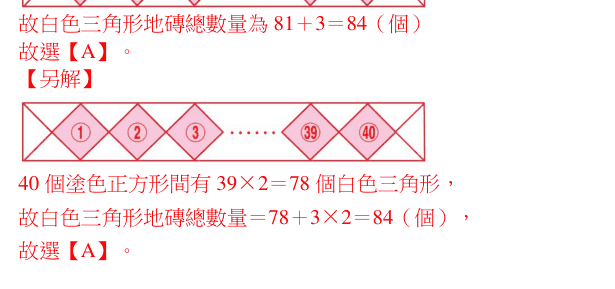 故白色三角形地磚總數量為 81+3=84(個)
故選【A】。
【另解】
① ② ③ …… ㊴ ㊵
40 個塗色正方形間有 39×2=78 個白色三角形,
故白色三角形地磚總數量=78+3×2=84(個),
故選【A】。